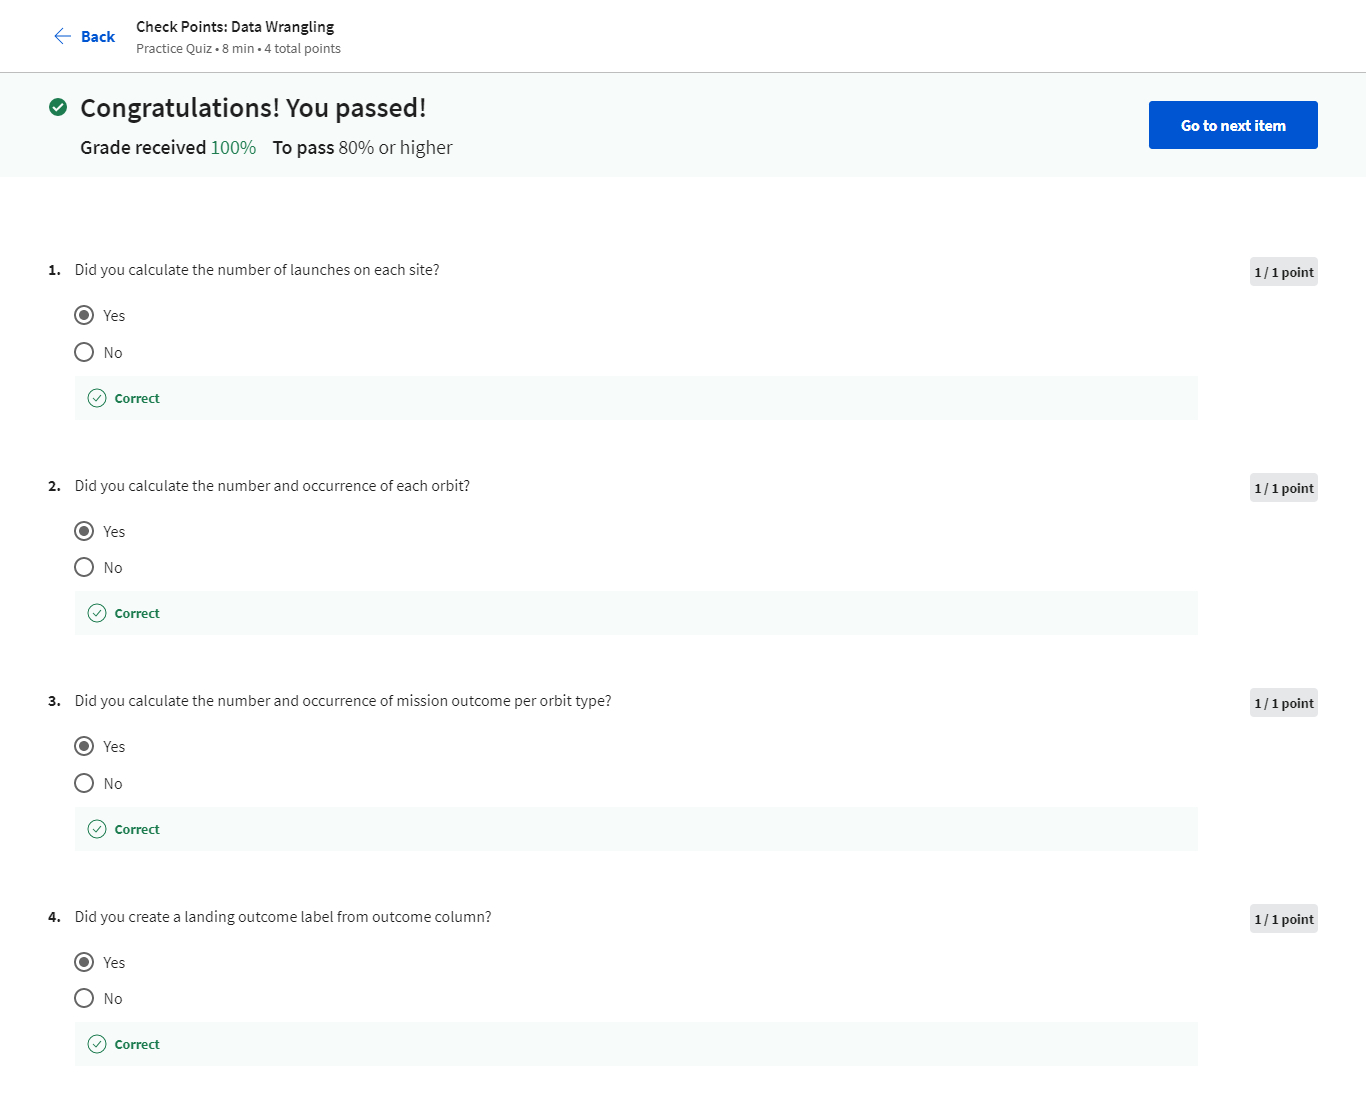 Back
Check Points: Data Wrangling
Practice Quiz • 8 min • 4 total points
Congratulations! You passed!
Grade received 100% To pass 80% or higher
Go to next item
1. Did you calculate the number of launches on each site?
1 / 1 point
Yes
No
Correct
2. Did you calculate the number and occurrence of each orbit?
1 / 1 point
Yes
No
Correct
3. Did you calculate the number and occurrence of mission outcome per orbit type?
1 / 1 point
Yes
No
Correct
4. Did you create a landing outcome label from outcome column?
1 / 1 point
Yes
No
Correct